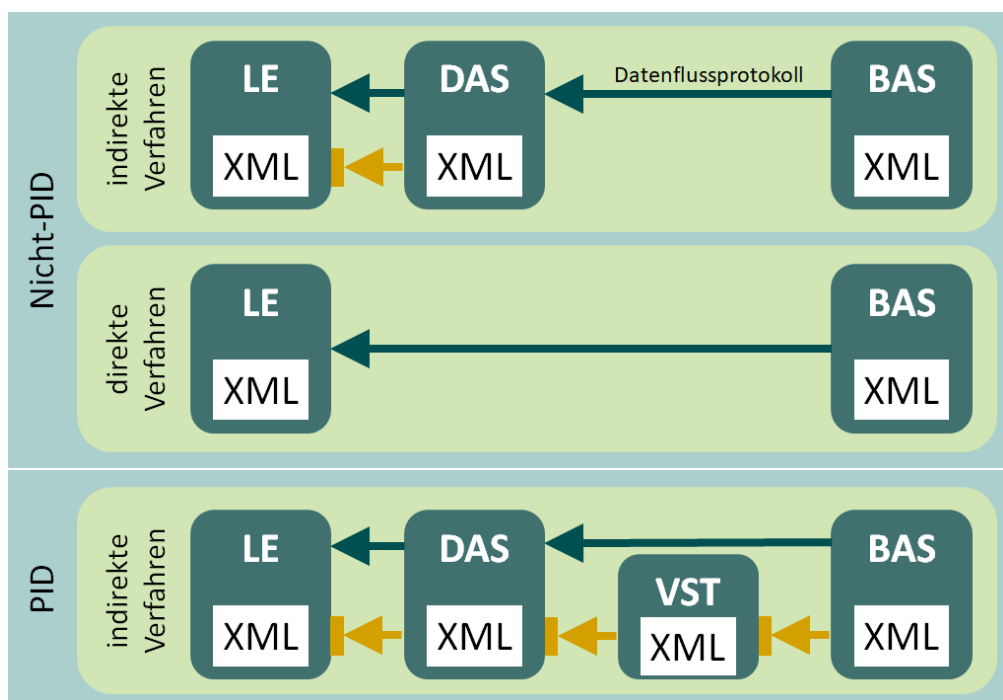 Nicht-PID
indirekte
Verfahren
LE
DAS
Datenflussprotokoll
BAS
XML
XML
XML
direkte
Verfahren
LE
BAS
XML
XML
PID
indirekte
Verfahren
LE
DAS
VST
BAS
XML
XML
XML
XML